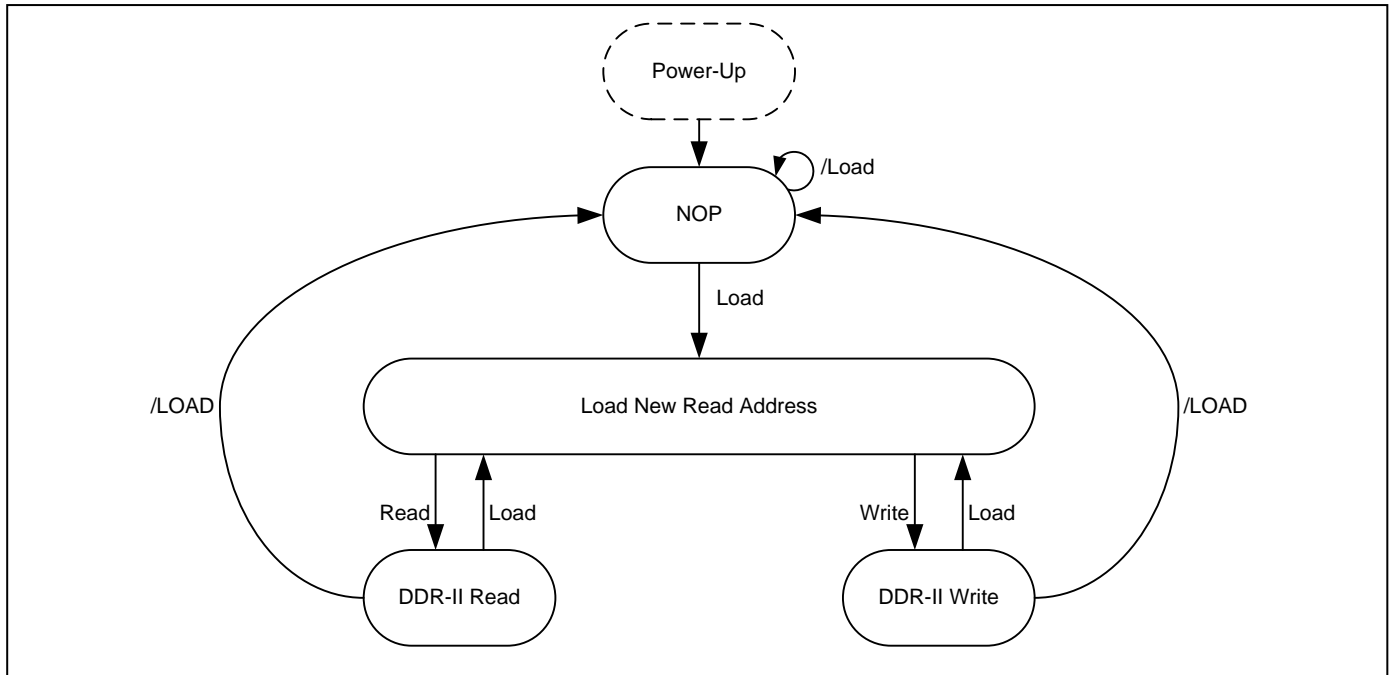 Power-Up
/Load
NOP
Load
/LOAD
Load New Read Address
/LOAD
Read
Load
Write
Load
DDR-II Read
DDR-II Write